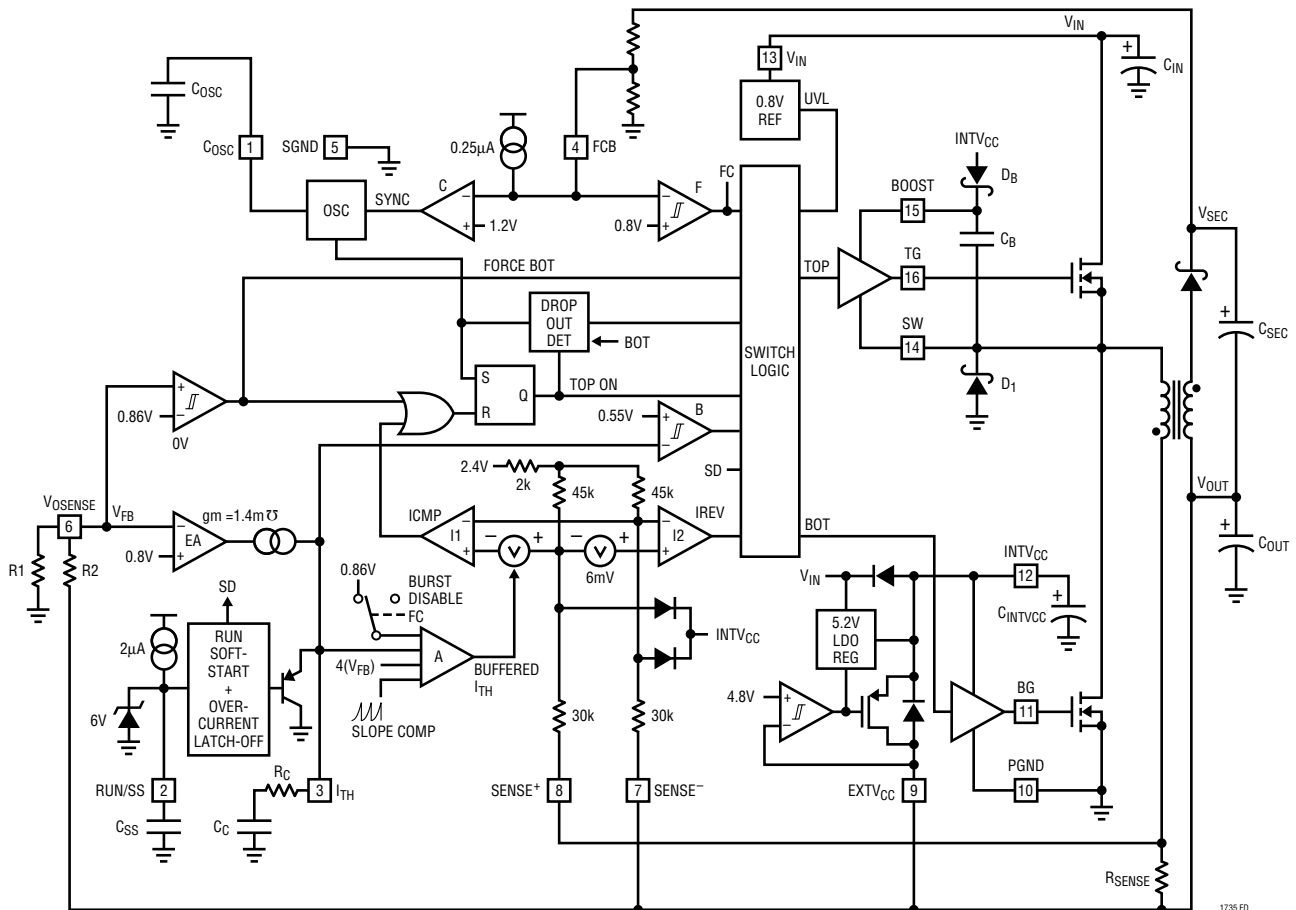 VIN
13 VIN
CIN
COSC
0.8V
REF
UVL
COSC 1
SGND 5
0.25µA
4 FCB
INTVCC
DB
FC
BOOST
15
OSC
SYNC
C
−
+
1.2V
F
−
+
0.8V
VSEC
CB
TG
16
TOP
FORCE BOT
DROP
OUT
DET
BOT
SW
14
+
CSEC
SWITCH
LOGIC
D1
S
R
Q
TOP ON
+
−
0.86V
0V
0.55V
+
−
B
2.4V
2k
45k
45k
SD
VOSENSE
6
VFB
gm =1.4m℧
−
EA
+
0.8V
ICMP
−
I1
+
−
+
V
−
+
V
6mV
−
I2
+
IREV
BOT
VOUT
+
COUT
R1
R2
0.86V
BURST
DISABLE
FC
VIN
INTVCC
12
+
CINTVCC
SD
2µA
RUN
SOFT-
START
+
OVER-
CURRENT
LATCH-OFF
6V
4(VFB)
A
BUFFERED
ITH
SLOPE COMP
INTVCC
5.2V
LDO
REG
4.8V
+
−
BG
11
30k
30k
RUN/SS 2
RC
3 ITH
SENSE+ 8
7 SENSE−
EXTVCC 9
PGND
10
CSS
CC
RSENSE
1735 FD